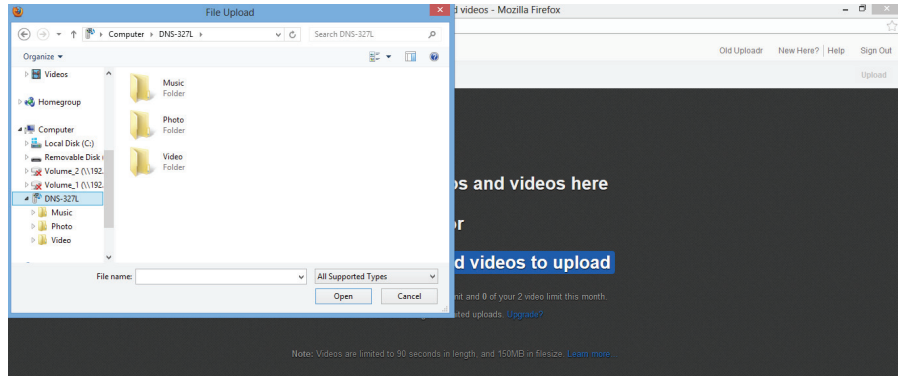 File Upload
d videos - Mozilla Firefox
Computer
DNS-327L
Search DNS-327L
Organize
Videos
Homegroup
Computer
Local Disk (C:)
Removable Disk
Volume_2 (\\192.
Volume_1 (\\192.
DNS-327L
Music
Photo
Video
Music
Folder
Photo
Folder
Video
Folder
File name:
All Supported Types
Open
Cancel
Old Uploadr
New Here?
Help
Sign Out
Upload
os and videos here
or
d videos to upload
nit and 0 of your 2 video limit this month.
ited uploads. Upgrade?
Note: Videos are limited to 90 seconds in length, and 150MB in filesize. Learn more...